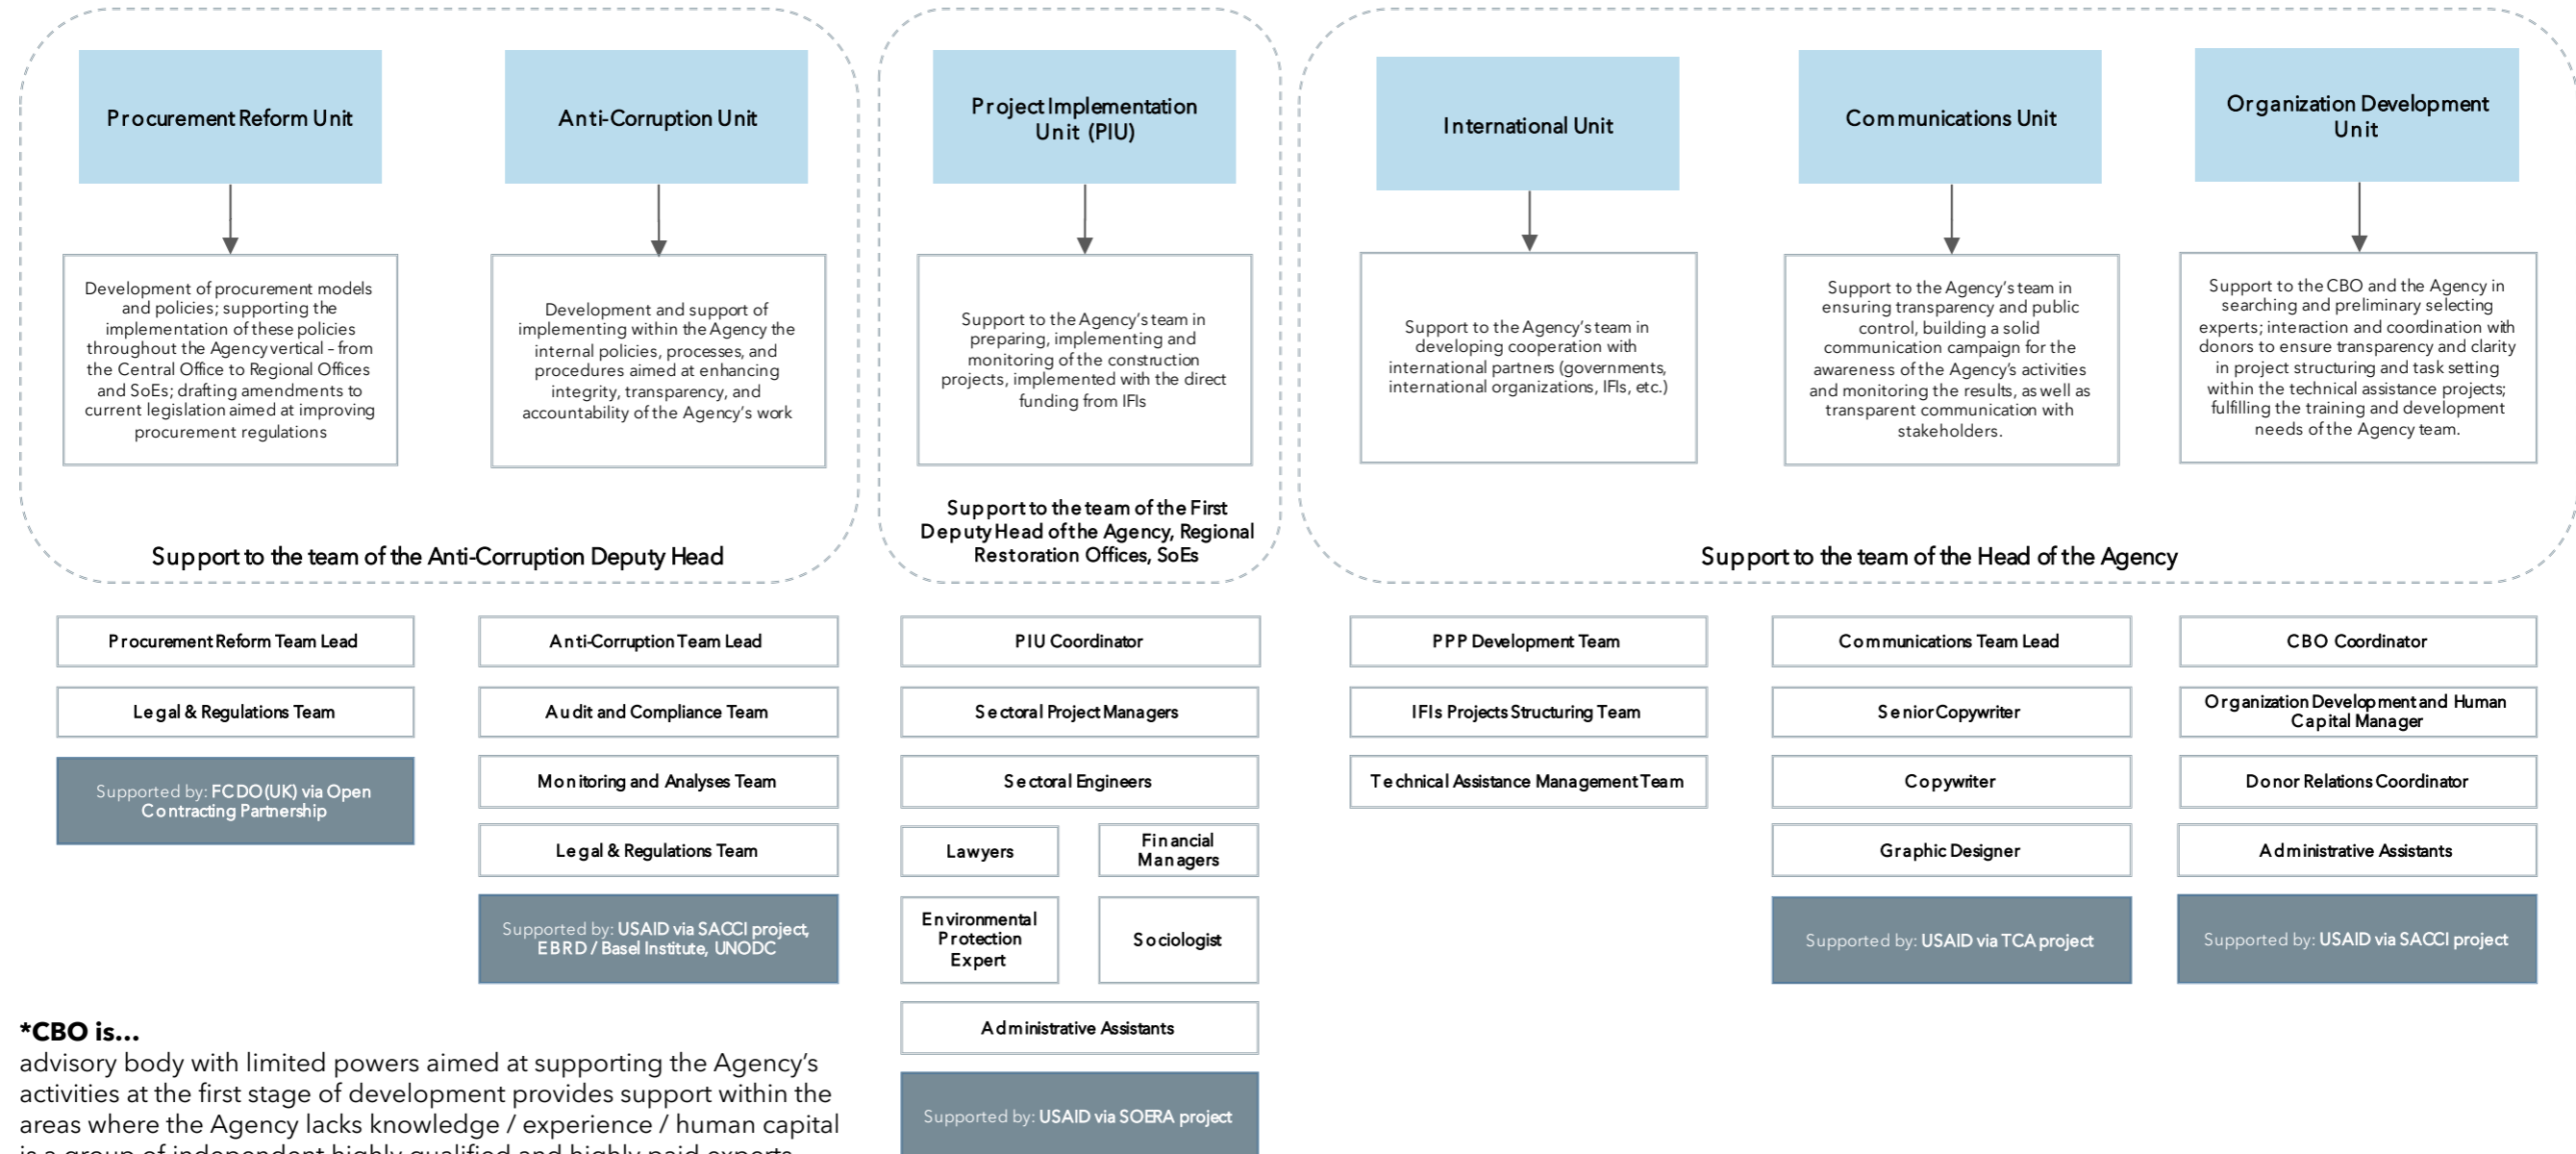 Procurement Reform Unit
Anti-Corruption Unit
Project Implementation
Unit (PIU)
International Unit
Communications Unit
Organization Development
Unit
Development of procurement models
and policies; supporting the
implementation of these policies
throughout the Agency vertical – from
the Central Office to Regional Offices
and SoEs; drafting amendments to
current legislation aimed at improving
procurement regulations
Development and support of
implementing within the Agency the
internal policies, processes, and
procedures aimed at enhancing
integrity, transparency, and
accountability of the Agency's work
Support to the Agency's team in
preparing, implementing and
monitoring of the construction
projects, implemented with the direct
funding from IFIs
Support to the Agency's team in
developing cooperation with
international partners (governments,
international organizations, IFIs, etc.)
Support to the Agency's team in
ensuring transparency and public
control, building a solid
communication campaign for the
awareness of the Agency's activities
and monitoring the results, as well as
transparent communication with
stakeholders.
Support to the CBO and the Agency in
searching and preliminary selecting
experts; interaction and coordination with
donors to ensure transparency and clarity
in project structuring and task setting
within the technical assistance projects;
fulfilling the training and development
needs of the Agency team.
Support to the team of the Anti-Corruption Deputy Head
Support to the team of the First
Deputy Head of the Agency, Regional
Restoration Offices, SoEs
Support to the team of the Head of the Agency
Procurement Reform Team Lead
Legal & Regulations Team
Supported by: FCDO(UK) via Open
Contracting Partnership
Anti-Corruption Team Lead
Audit and Compliance Team
Monitoring and Analyses Team
Legal & Regulations Team
Supported by: USAID via SACCI project,
EBRD / Basel Institute, UNODC
PIU Coordinator
Sectoral Project Managers
Sectoral Engineers
Lawyers
Financial
Managers
Environmental
Protection
Expert
Sociologist
Administrative Assistants
Supported by: USAID via SOERA project
PPP Development Team
IFIs Projects Structuring Team
Technical Assistance Management Team
Communications Team Lead
Senior Copywriter
Copywriter
Graphic Designer
Supported by: USAID via TCA project
CBO Coordinator
Organization Development and Human
Capital Manager
Donor Relations Coordinator
Administrative Assistants
Supported by: USAID via SACCI project
*CBO is...
advisory body with limited powers aimed at supporting the Agency's
activities at the first stage of development provides support within the
areas where the Agency lacks knowledge / experience / human capital
is a group of independent highly qualified and highly paid experts